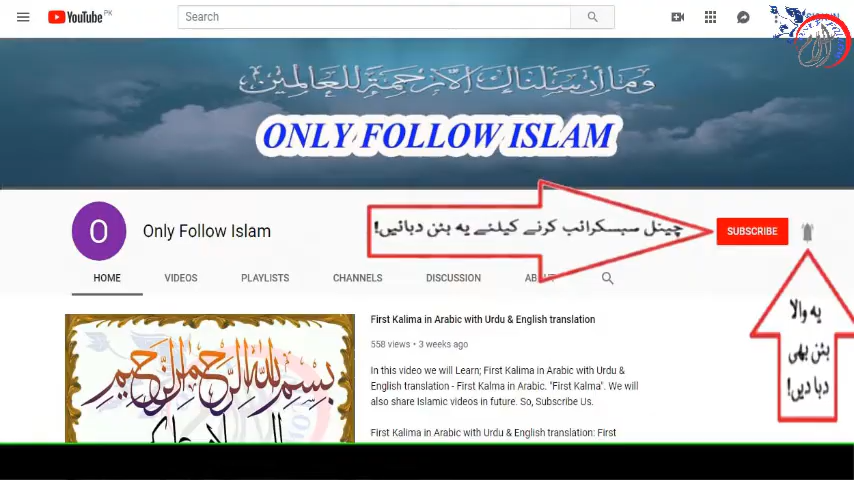 YouTube PK
Search
وما أرسلناك إلا رحمة للعالمين
ONLY FOLLOW ISLAM
O
Only Follow Islam
چینل سبسکرائب کرنے کیلئے یہ بٹن دبائیں!
SUBSCRIBE
HOME VIDEOS PLAYLISTS CHANNELS DISCUSSION
یہ والا
بٹن بھی
دبا دیں!
First Kalima in Arabic with Urdu & English translation
558 views • 3 weeks ago
In this video we will Learn; First Kalima in Arabic with Urdu &
English translation - First Kalma in Arabic. "First Kalma". We will
also share Islamic videos in future. So, Subscribe Us.
First Kalima in Arabic with Urdu & English translation: First
بسم الله الرحمن الرحيم